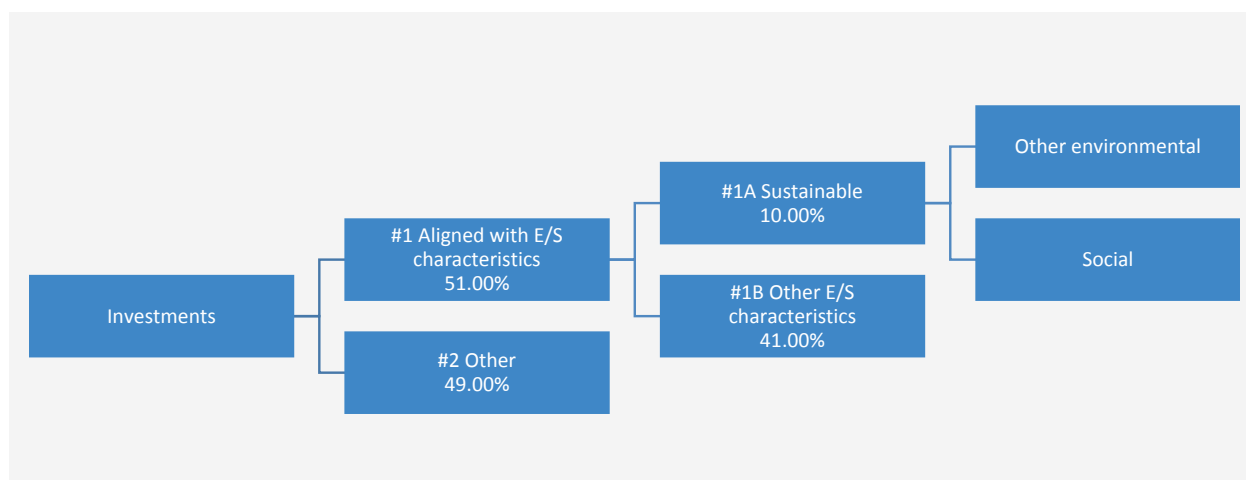 Investments
#1 Aligned with E/S
characteristics
51.00%
#2 Other
49.00%
#1A Sustainable
10.00%
#1B Other E/S
characteristics
41.00%
Other environmental
Social